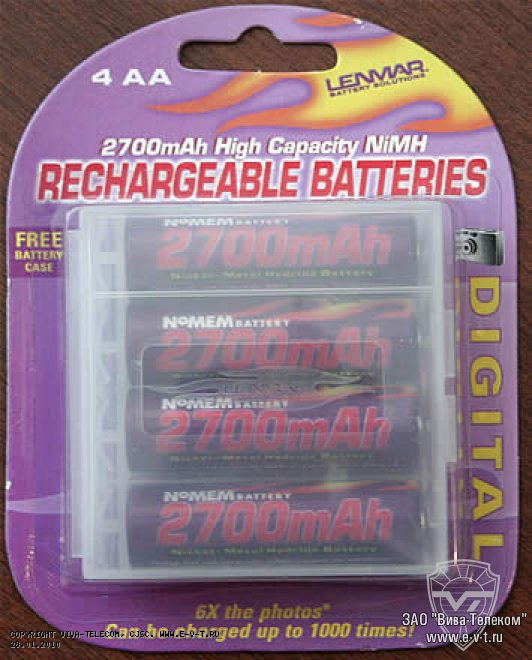 4 AA
LENMAR
BATTERY SOLUTIONS
2700mAh High Capacity NiMH
RECHARGEABLE BATTERIES
FREE
BATTERY
CASE
NoMEM BATTERY
2700mAh
Nickel-Metal Hydride Battery
NoMEM BATTERY
2700mAh
LENMAR
NoMEM BATTERY
2700mAh
Nickel-Metal Hydride Battery
NoMEM BATTERY
2700mAh
Nickel-Metal Hydride Battery
DIGITAL
6X the photos*
Can be charged up to 1000 times!
COPYRIGHT VIVA-TELECOM, CJSC. WWW.E-V-T.RU
28.01.2010
ЗАО "Вива-Телеком"
www.e-v-t.ru